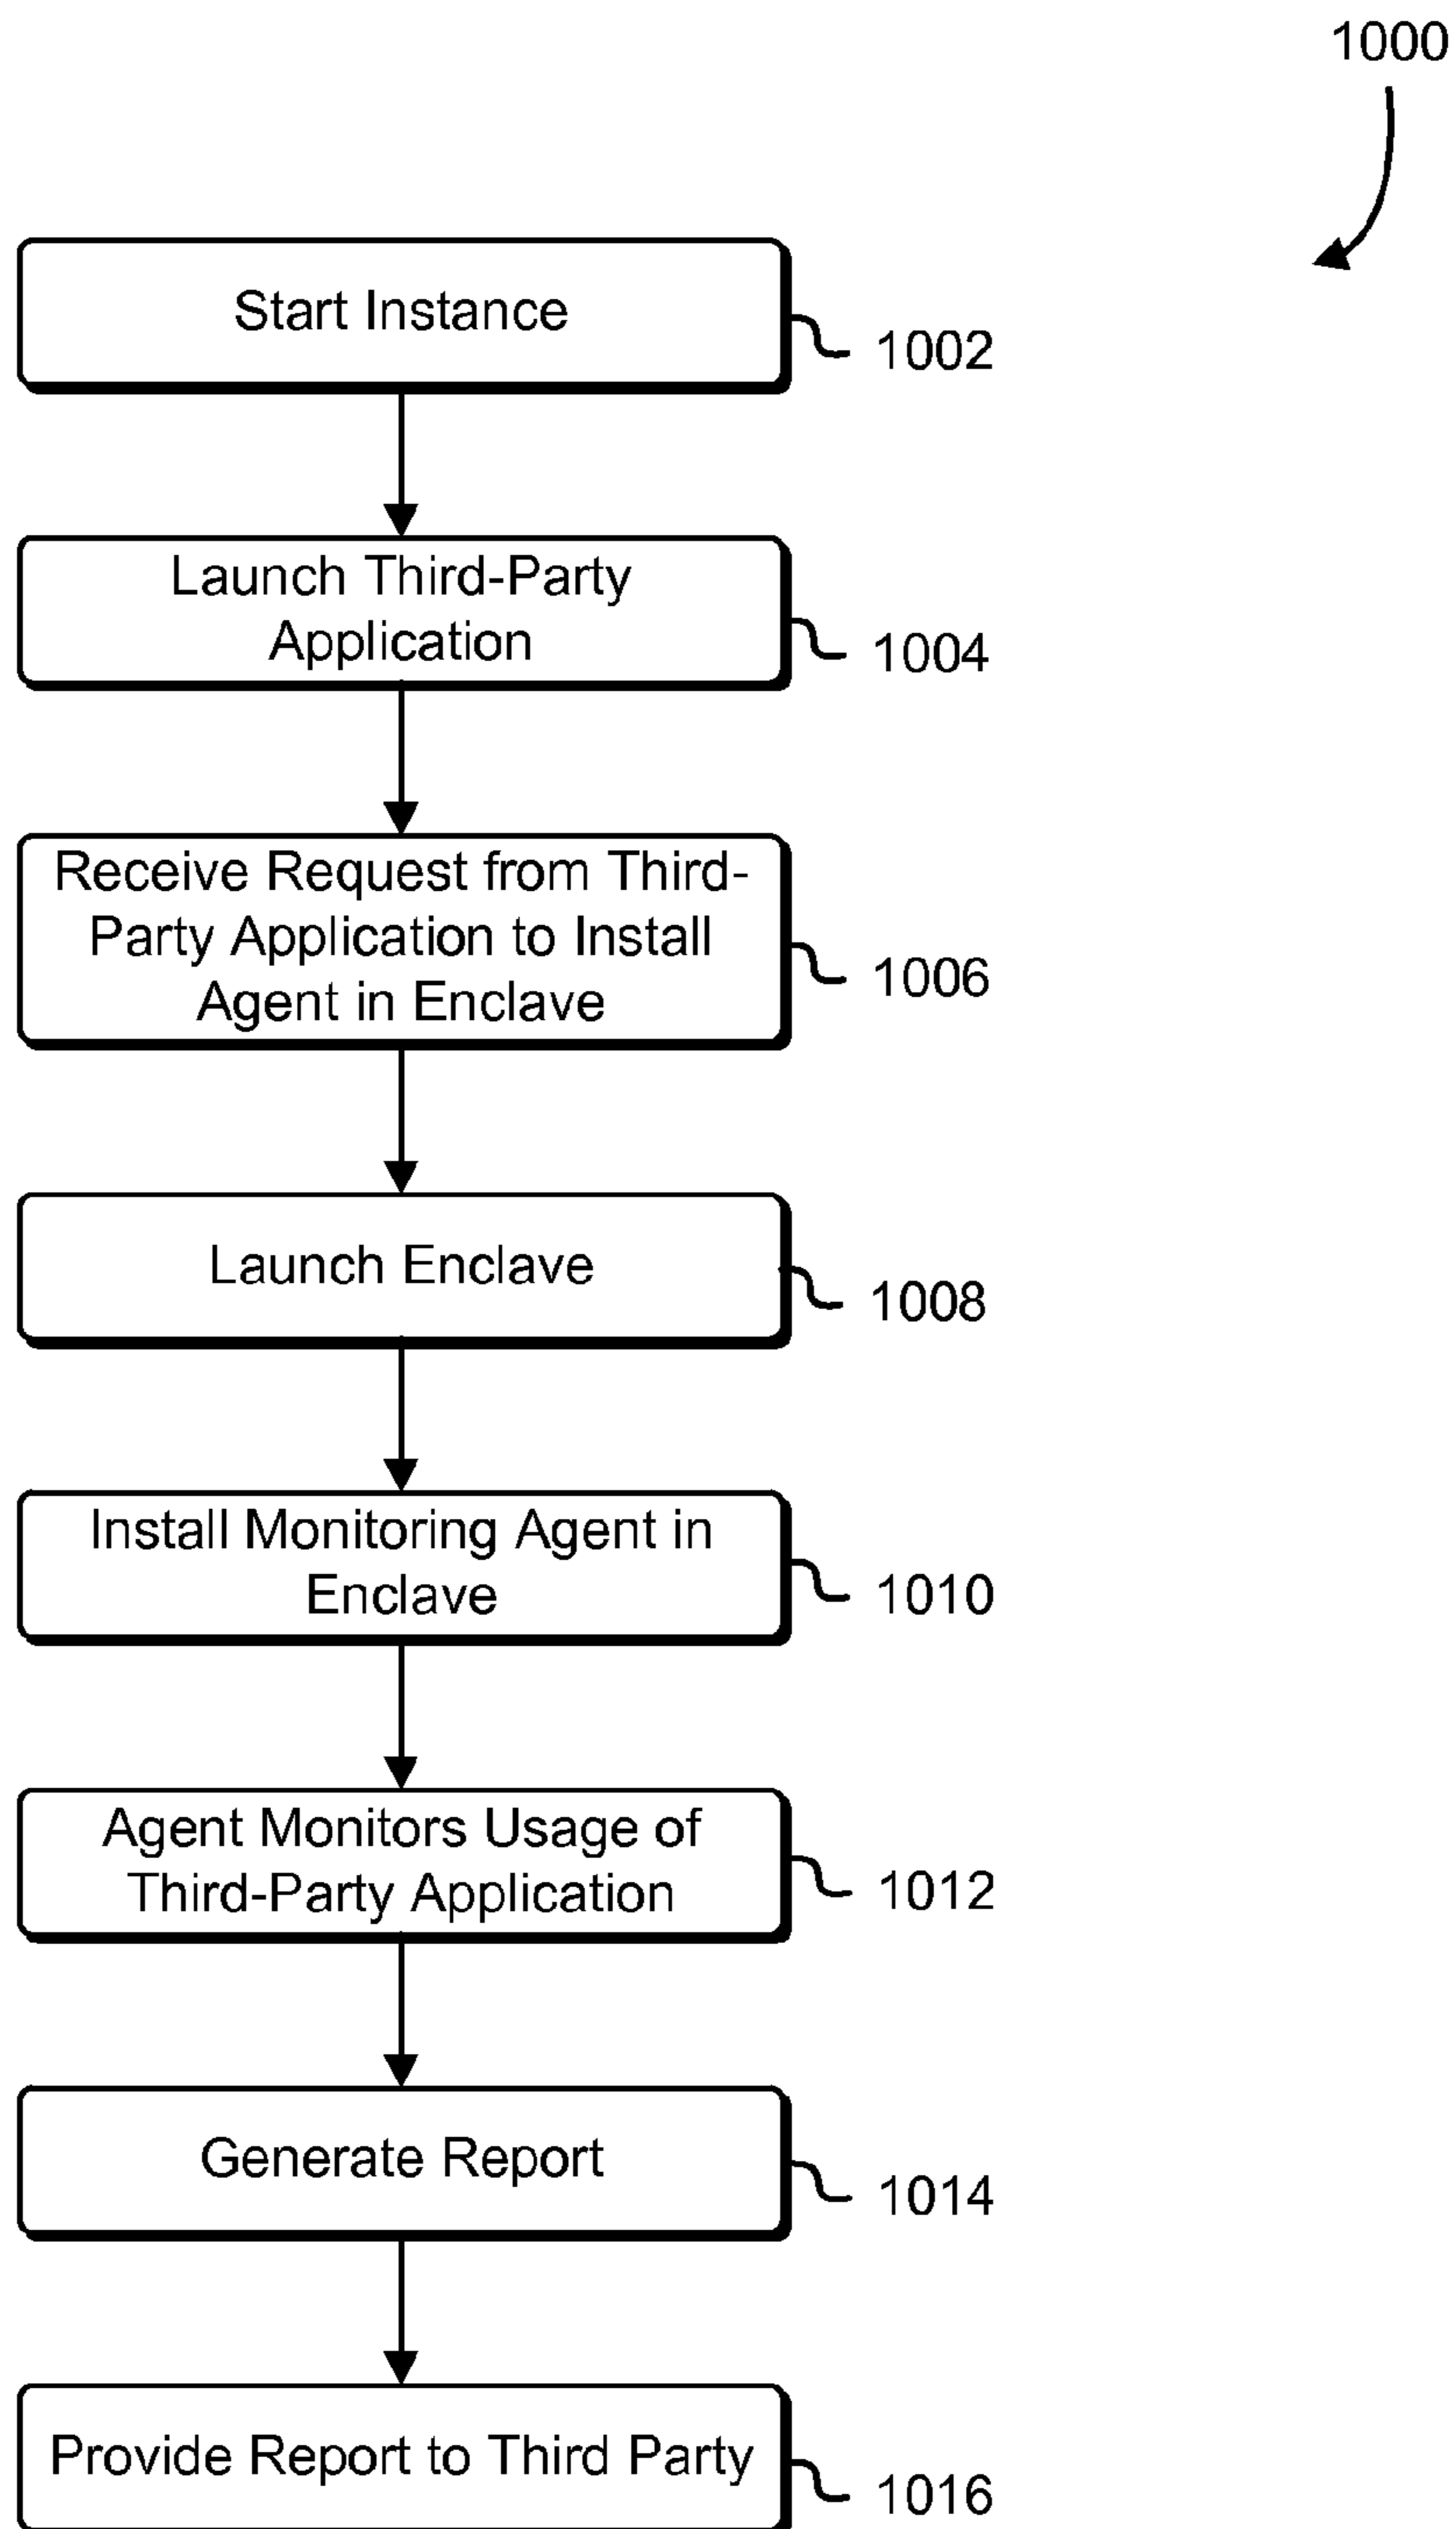 1000
Start Instance
1002
Launch Third-Party
Application
1004
Receive Request from Third-
Party Application to Install
Agent in Enclave
1006
Launch Enclave
1008
Install Monitoring Agent in
Enclave
1010
Agent Monitors Usage of
Third-Party Application
1012
Generate Report
1014
Provide Report to Third Party
1016